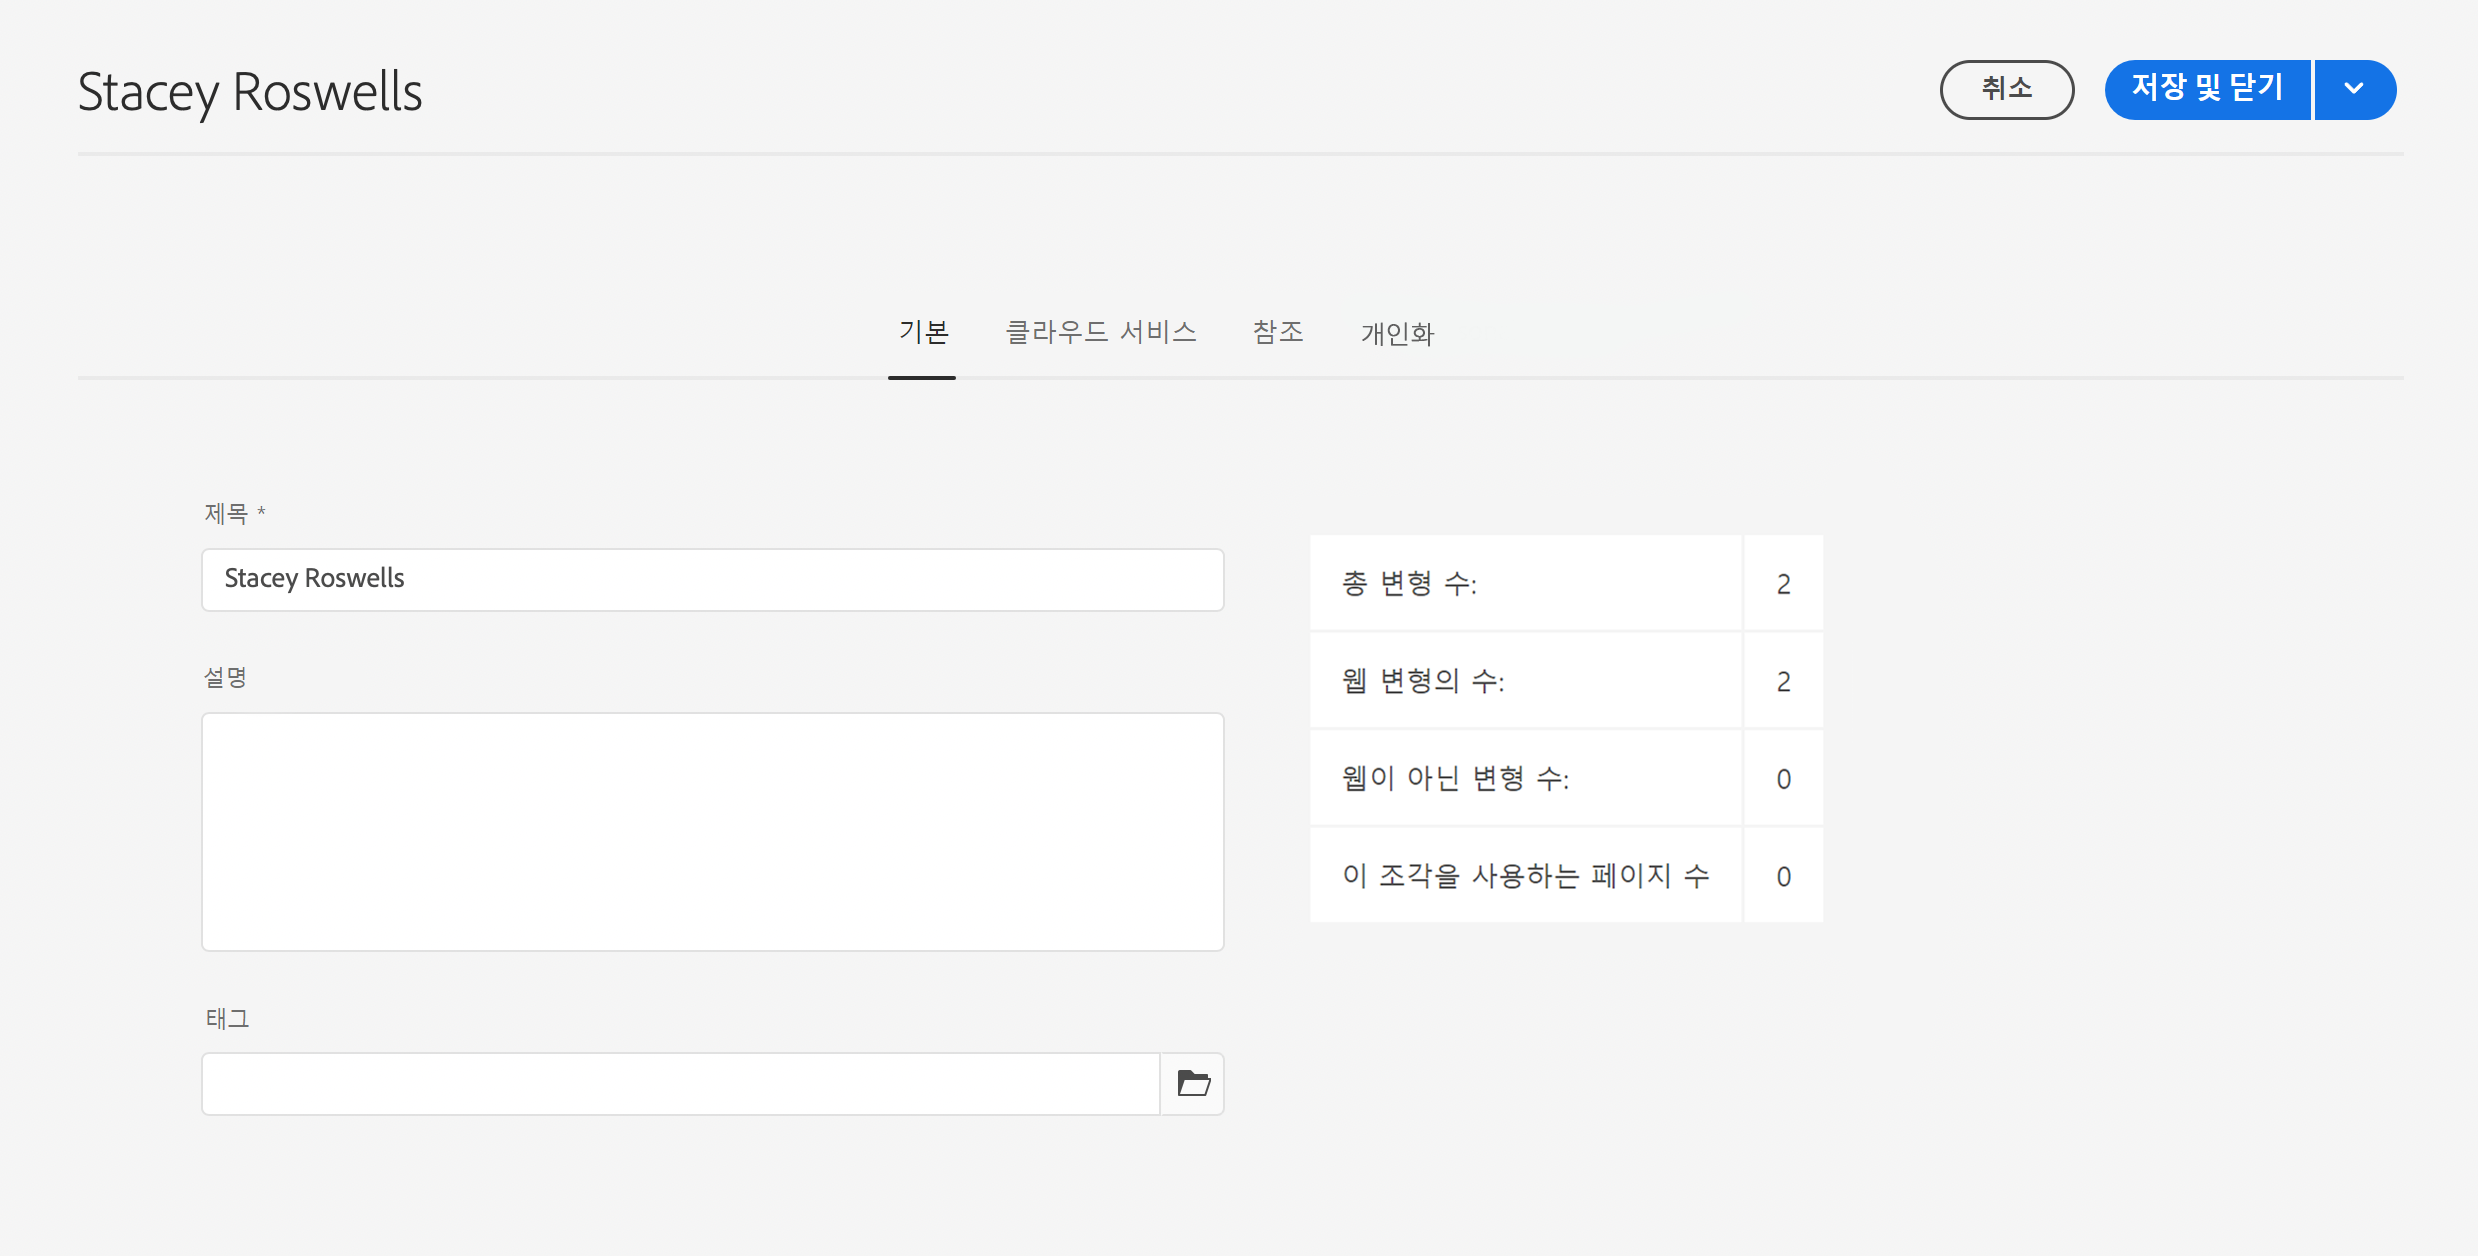 Stacey Roswells
취소
저장 및 닫기
기본 클라우드 서비스 참조 개인화
제목 *
Stacey Roswells
설명
태그
총 변형 수: 2
웹 변형의 수: 2
웹이 아닌 변형 수: 0
이 조각을 사용하는 페이지 수 0